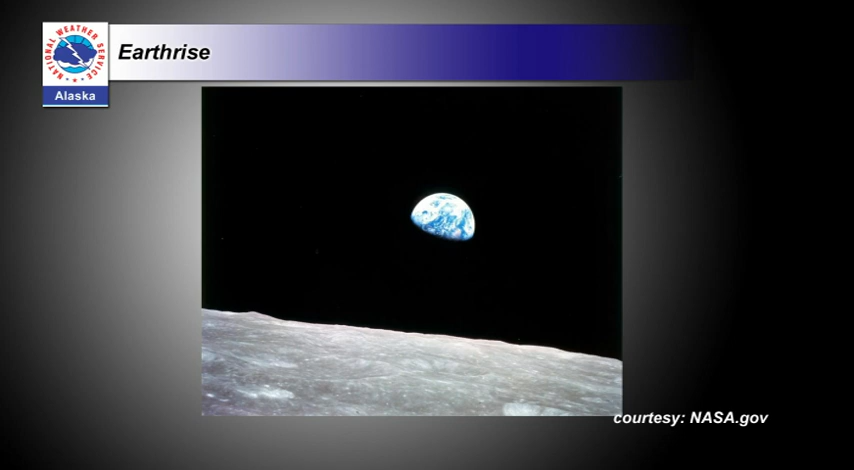 NATIONAL WEATHER SERVICE
Earthrise
Alaska
courtesy: NASA.gov